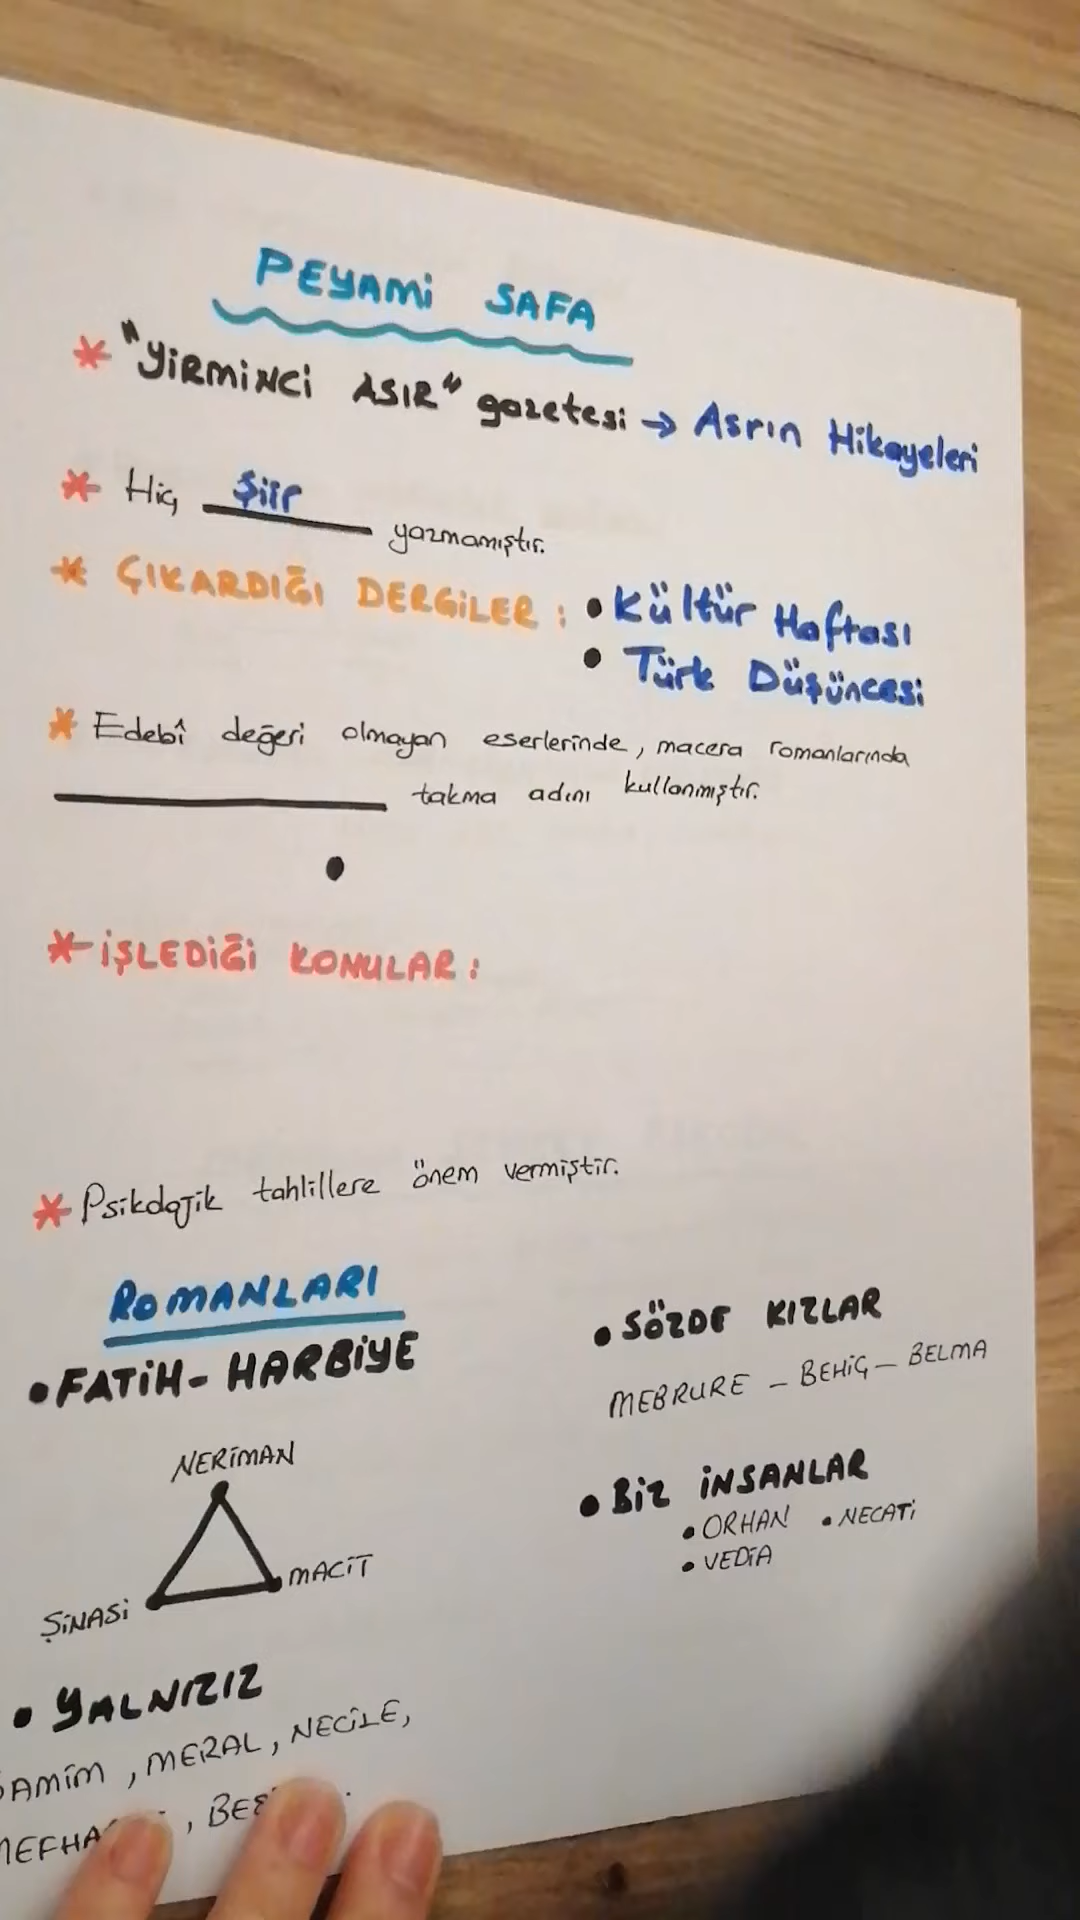 PEYAMİ SAFA
* "YİRMİNCİ ASIR" gazetesi → Asrın Hikayeleri
* Hiç Şiir yazmamıştır.
* ÇIKARDIĞI DERGİLER : • Kültür Haftası
• Türk Düşüncesi
* Edebî değeri olmayan eserlerinde, macera romanlarında
takma adını kullanmıştır.
•
* İŞLEDİĞİ KONULAR :
* Psikolojik tahlillere önem vermiştir.
ROMANLARI
• FATİH - HARBİYE
NERİMAN
MACİT
ŞİNASİ
• YALNIZIZ
SAMİM, MERAL, NECİLE,
• SÖZDE KIZLAR
MEBRURE - BEHİÇ - BELMA
• BİZ İNSANLAR
• ORHAN • NECATİ
• VEDİA